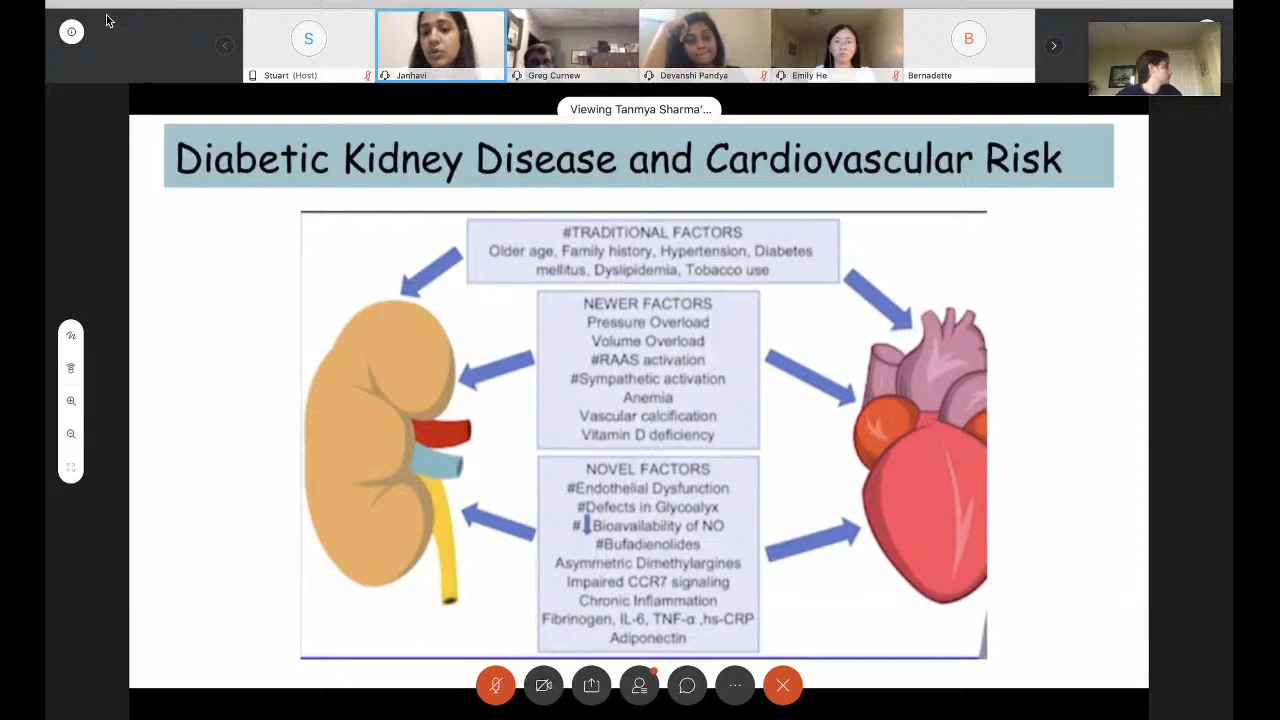 S
B
Stuart (Host)
Janhavi
Greg Curnew
Devanshi Pandya
Emily He
Bernadette
Viewing Tanmya Sharma'...
Diabetic Kidney Disease and Cardiovascular Risk
#TRADITIONAL FACTORS
Older age, Family history, Hypertension, Diabetes
mellitus, Dyslipidemia, Tobacco use
NEWER FACTORS
Pressure Overload
Volume Overload
#RAAS activation
#Sympathetic activation
Anemia
Vascular calcification
Vitamin D deficiency
NOVEL FACTORS
#Endothelial Dysfunction
#Defects in Glycoalyx
#⬇Bioavailability of NO
#Bufadienolides
Asymmetric Dimethylargines
Impaired CCR7 signaling
Chronic Inflammation
Fibrinogen, IL-6, TNF-α ,hs-CRP
Adiponectin